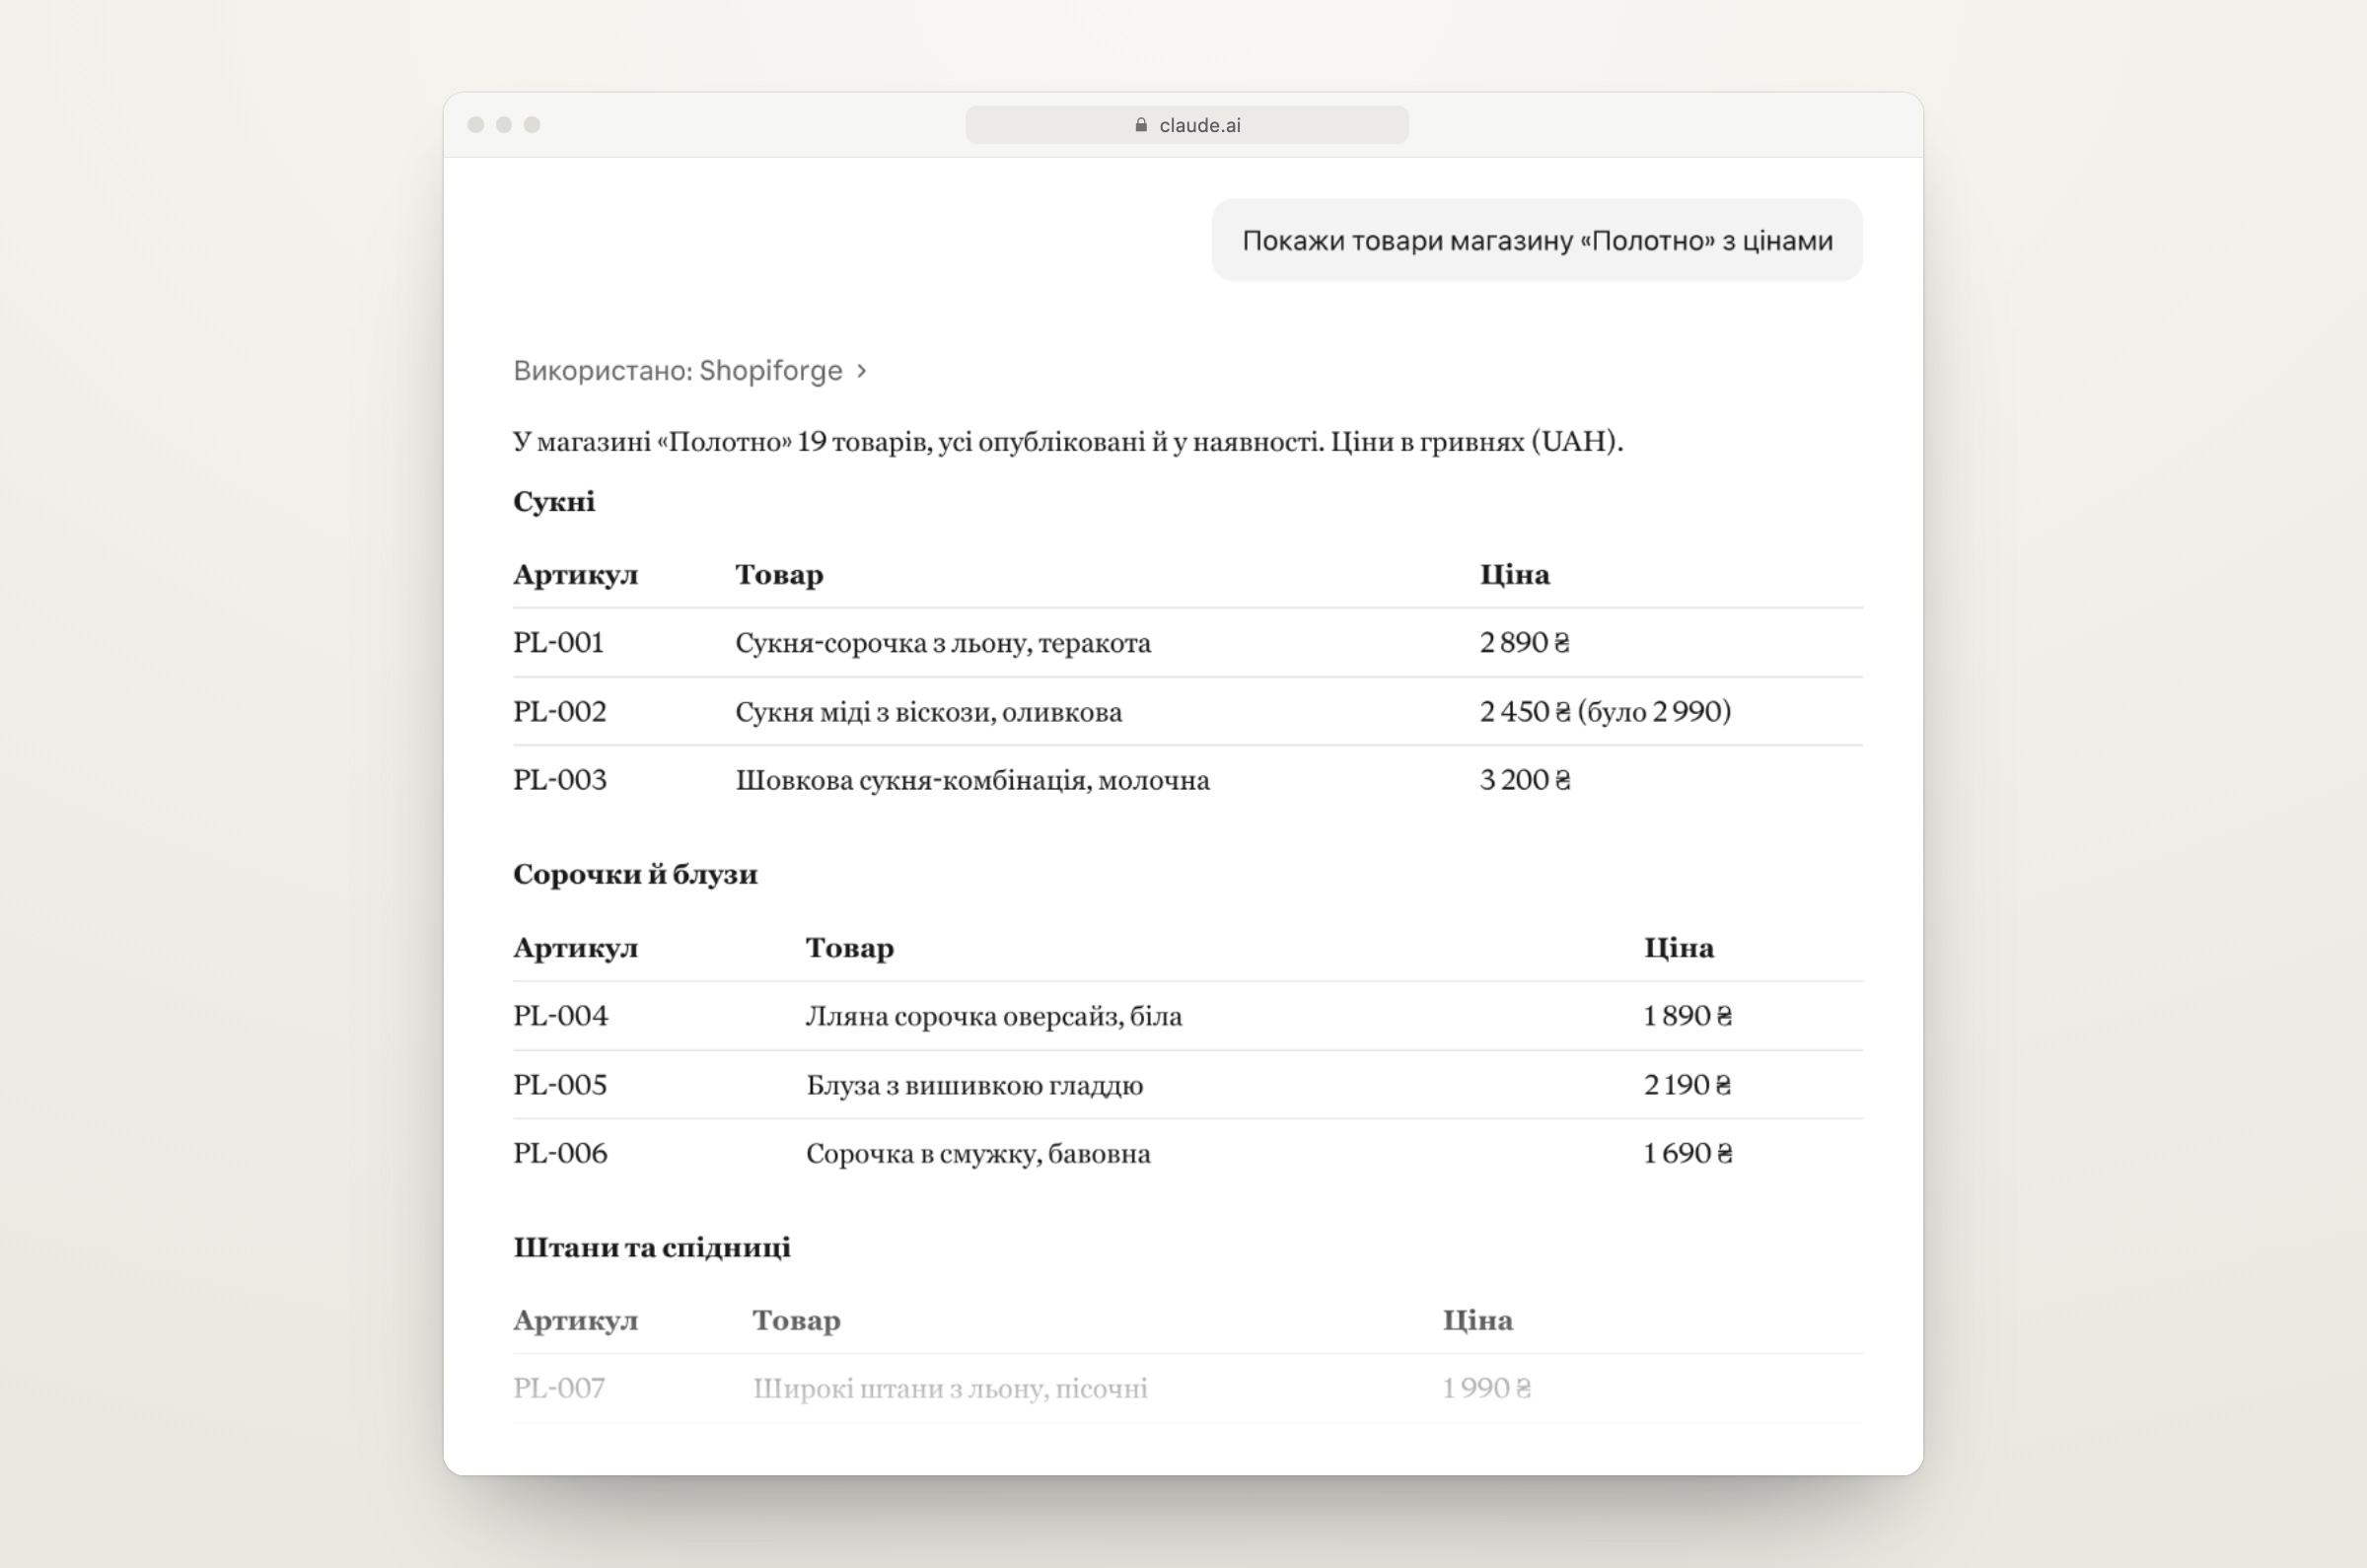 claude.ai
Покажи товари магазину «Полотно» з цінами
Використано: Shopiforge >
У магазині «Полотно» 19 товарів, усі опубліковані й у наявності. Ціни в гривнях (UAH).
Сукні
Артикул Товар Ціна
PL-001 Сукня-сорочка з льону, теракота 2 890 ₴
PL-002 Сукня міді з віскози, оливкова 2 450 ₴ (було 2 990)
PL-003 Шовкова сукня-комбінація, молочна 3 200 ₴
Сорочки й блузи
Артикул Товар Ціна
PL-004 Лляна сорочка оверсайз, біла 1 890 ₴
PL-005 Блуза з вишивкою гладдю 2 190 ₴
PL-006 Сорочка в смужку, бавовна 1 690 ₴
Штани та спідниці
Артикул Товар Ціна
PL-007 Широкі штани з льону, пісочні 1 990 ₴